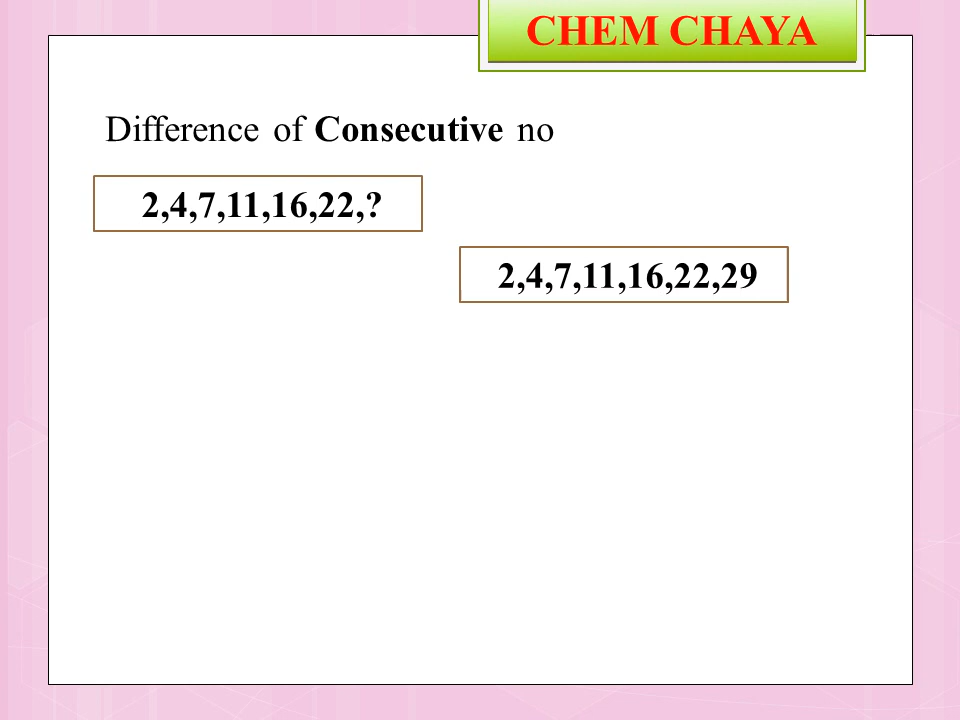 CHEM CHAYA
Difference of Consecutive no
2,4,7,11,16,22,?
2,4,7,11,16,22,29